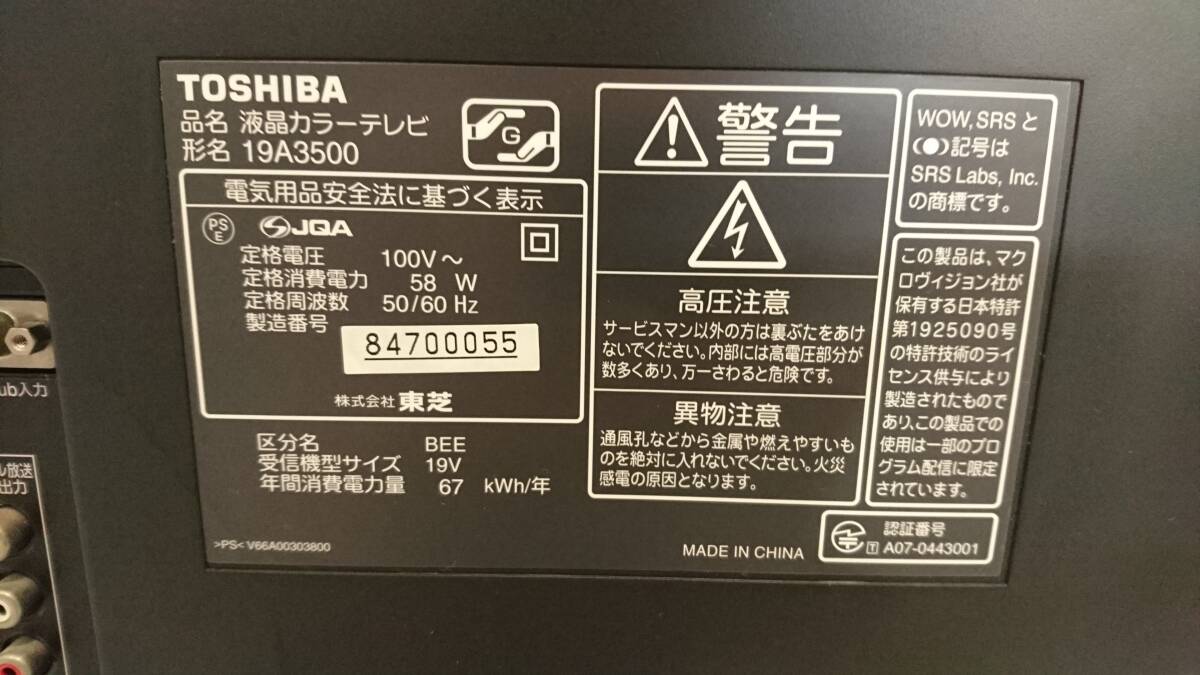 TOSHIBA
品名 液晶カラーテレビ
形名 19A3500
G
電気用品安全法に基づく表示
PS
E
JQA
定格電圧 100V～
定格消費電力 58 W
定格周波数 50/60 Hz
製造番号
84700055
株式会社 東芝
区分名 BEE
受信機型サイズ 19V
年間消費電力量 67 kWh/年
>PS< V66A00303800
警告
高圧注意
サービスマン以外の方は裏ぶたをあけ
ないでください。内部には高電圧部分が
数多くあり、万一さわると危険です。
異物注意
通風孔などから金属や燃えやすいも
のを絶対に入れないでください。火災
感電の原因となります。
MADE IN CHINA
WOW, SRS と
(●)記号は
SRS Labs, Inc.
の商標です。
この製品は、マク
ロヴィジョン社が
保有する日本特許
第1925090号
の特許技術のライ
センス供与により
製造されたもので
あり、この製品での
使用は一部のプロ
グラム配信に限定
されています。
認証番号
T A07-0443001
ub入力
ル放送
出力